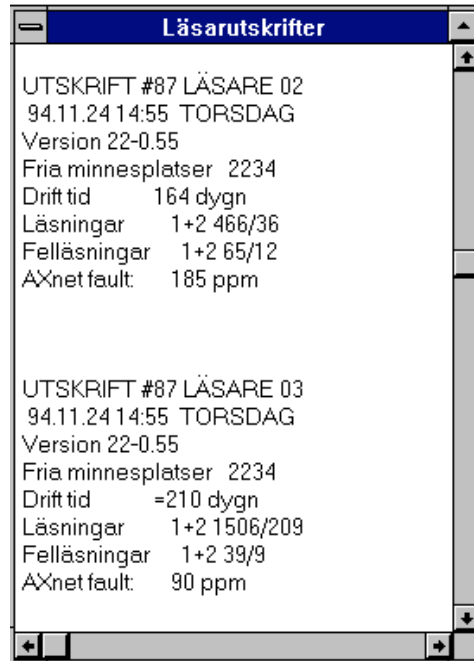 Läsarutskrifter
UTSKRIFT #87 LÄSARE 02
94.11.24 14:55 TORSDAG
Version 22-0.55
Fria minnesplatser 2234
Drift tid 164 dygn
Läsningar 1+2 466/36
Felläsningar 1+2 65/12
AXnet fault: 185 ppm
UTSKRIFT #87 LÄSARE 03
94.11.24 14:55 TORSDAG
Version 22-0.55
Fria minnesplatser 2234
Drift tid =210 dygn
Läsningar 1+2 1506/209
Felläsningar 1+2 39/9
AXnet fault: 90 ppm